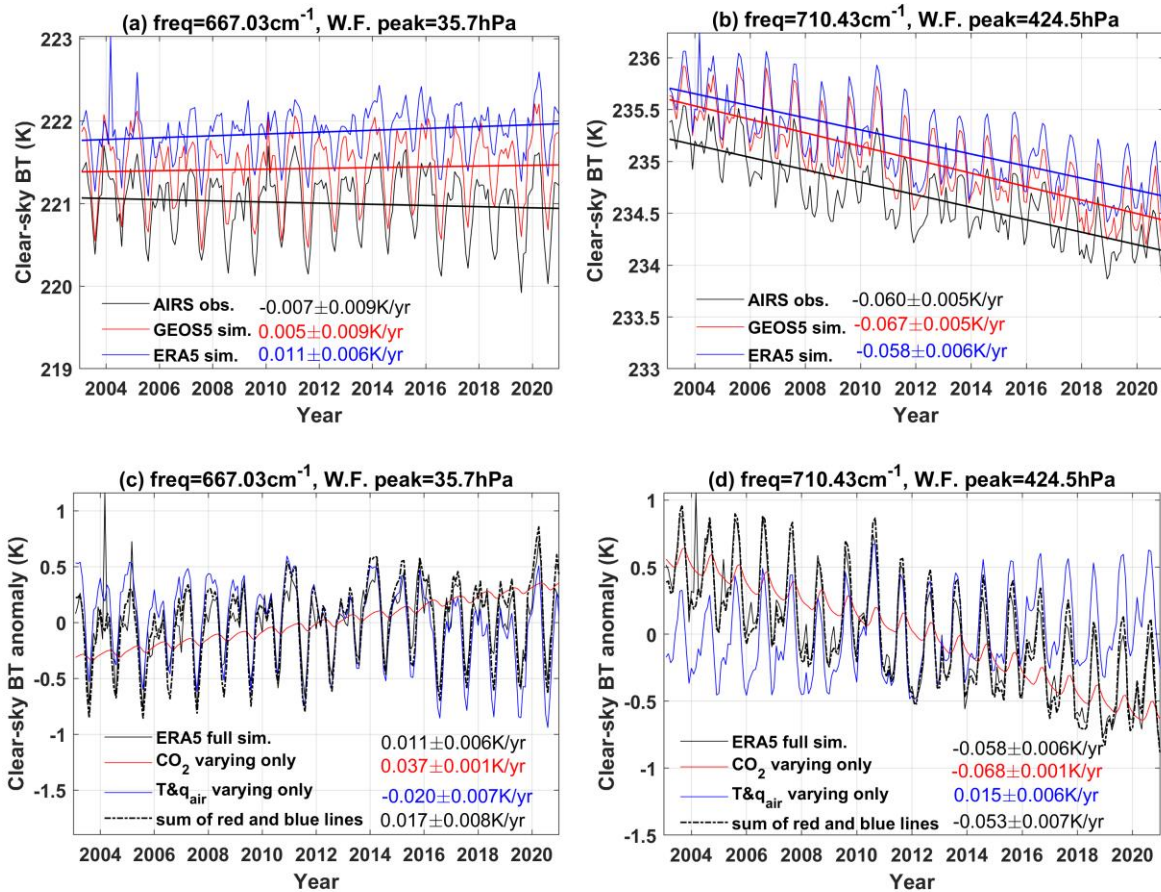 (a) freq=667.03cm⁻¹, W.F. peak=35.7hPa
Clear-sky BT (K)
223
222
221
220
219
AIRS obs. -0.007±0.009K/yr
GEOS5 sim. 0.005±0.009K/yr
ERA5 sim. 0.011±0.006K/yr
2004 2006 2008 2010 2012 2014 2016 2018 2020
Year
(b) freq=710.43cm⁻¹, W.F. peak=424.5hPa
Clear-sky BT (K)
236
235.5
235
234.5
234
233.5
233
AIRS obs. -0.060±0.005K/yr
GEOS5 sim. -0.067±0.005K/yr
ERA5 sim. -0.058±0.006K/yr
2004 2006 2008 2010 2012 2014 2016 2018 2020
Year
(c) freq=667.03cm⁻¹, W.F. peak=35.7hPa
Clear-sky BT anomaly (K)
1
0.5
0
-0.5
-1
-1.5
ERA5 full sim. 0.011±0.006K/yr
CO₂ varying only 0.037±0.001K/yr
T&q_air varying only -0.020±0.007K/yr
sum of red and blue lines 0.017±0.008K/yr
2004 2006 2008 2010 2012 2014 2016 2018 2020
Year
(d) freq=710.43cm⁻¹, W.F. peak=424.5hPa
Clear-sky BT anomaly (K)
1
0.5
0
-0.5
-1
-1.5
ERA5 full sim. -0.058±0.006K/yr
CO₂ varying only -0.068±0.001K/yr
T&q_air varying only 0.015±0.006K/yr
sum of red and blue lines -0.053±0.007K/yr
2004 2006 2008 2010 2012 2014 2016 2018 2020
Year